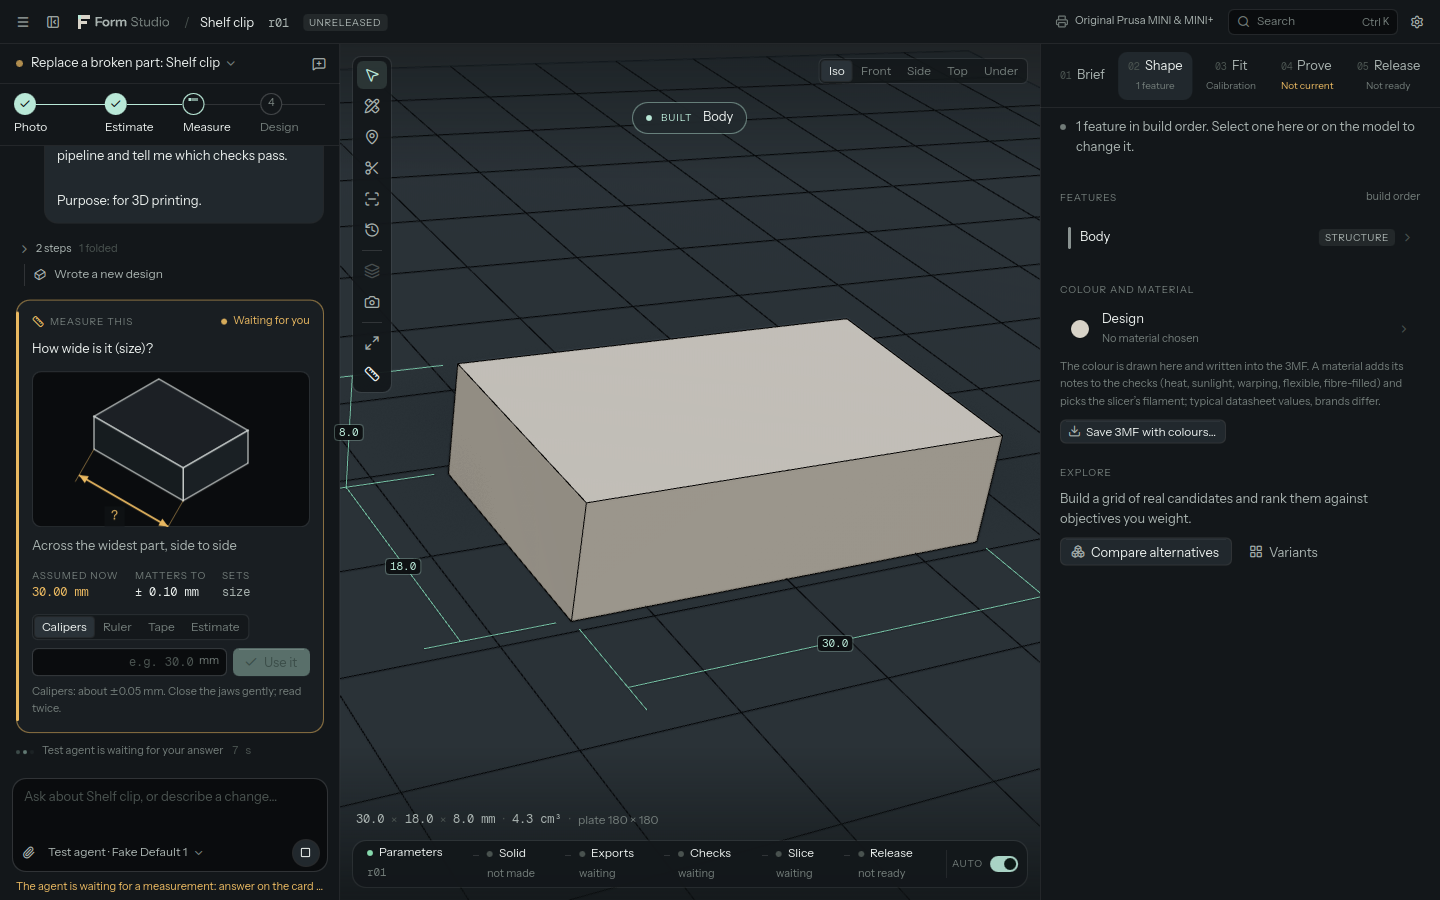 Form Studio / Shelf clip r01 UNRELEASED
Original Prusa MINI & MINI+
Search Ctrl K
Replace a broken part: Shelf clip
4
Photo Estimate Measure Design
pipeline and tell me which checks pass.
Purpose: for 3D printing.
2 steps 1 folded
Wrote a new design
MEASURE THIS Waiting for you
How wide is it (size)?
?
Across the widest part, side to side
ASSUMED NOW MATTERS TO SETS
30.00 mm ± 0.10 mm size
Calipers Ruler Tape Estimate
e.g. 30.0 mm Use it
Calipers: about ±0.05 mm. Close the jaws gently; read
twice.
Test agent is waiting for your answer 7 s
Ask about Shelf clip, or describe a change...
Test agent · Fake Default 1
The agent is waiting for a measurement: answer on the card ...
Iso Front Side Top Under
BUILT Body
8.0
18.0
30.0
30.0 × 18.0 × 8.0 mm · 4.3 cm³ · plate 180 × 180
Parameters Solid Exports Checks Slice Release
r01 not made waiting waiting waiting not ready
AUTO
01 Brief 02 Shape 03 Fit 04 Prove 05 Release
1 feature Calibration Not current Not ready
1 feature in build order. Select one here or on the model to
change it.
FEATURES build order
Body STRUCTURE
COLOUR AND MATERIAL
Design
No material chosen
The colour is drawn here and written into the 3MF. A material adds its
notes to the checks (heat, sunlight, warping, flexible, fibre-filled) and
picks the slicer's filament; typical datasheet values, brands differ.
Save 3MF with colours...
EXPLORE
Build a grid of real candidates and rank them against
objectives you weight.
Compare alternatives Variants